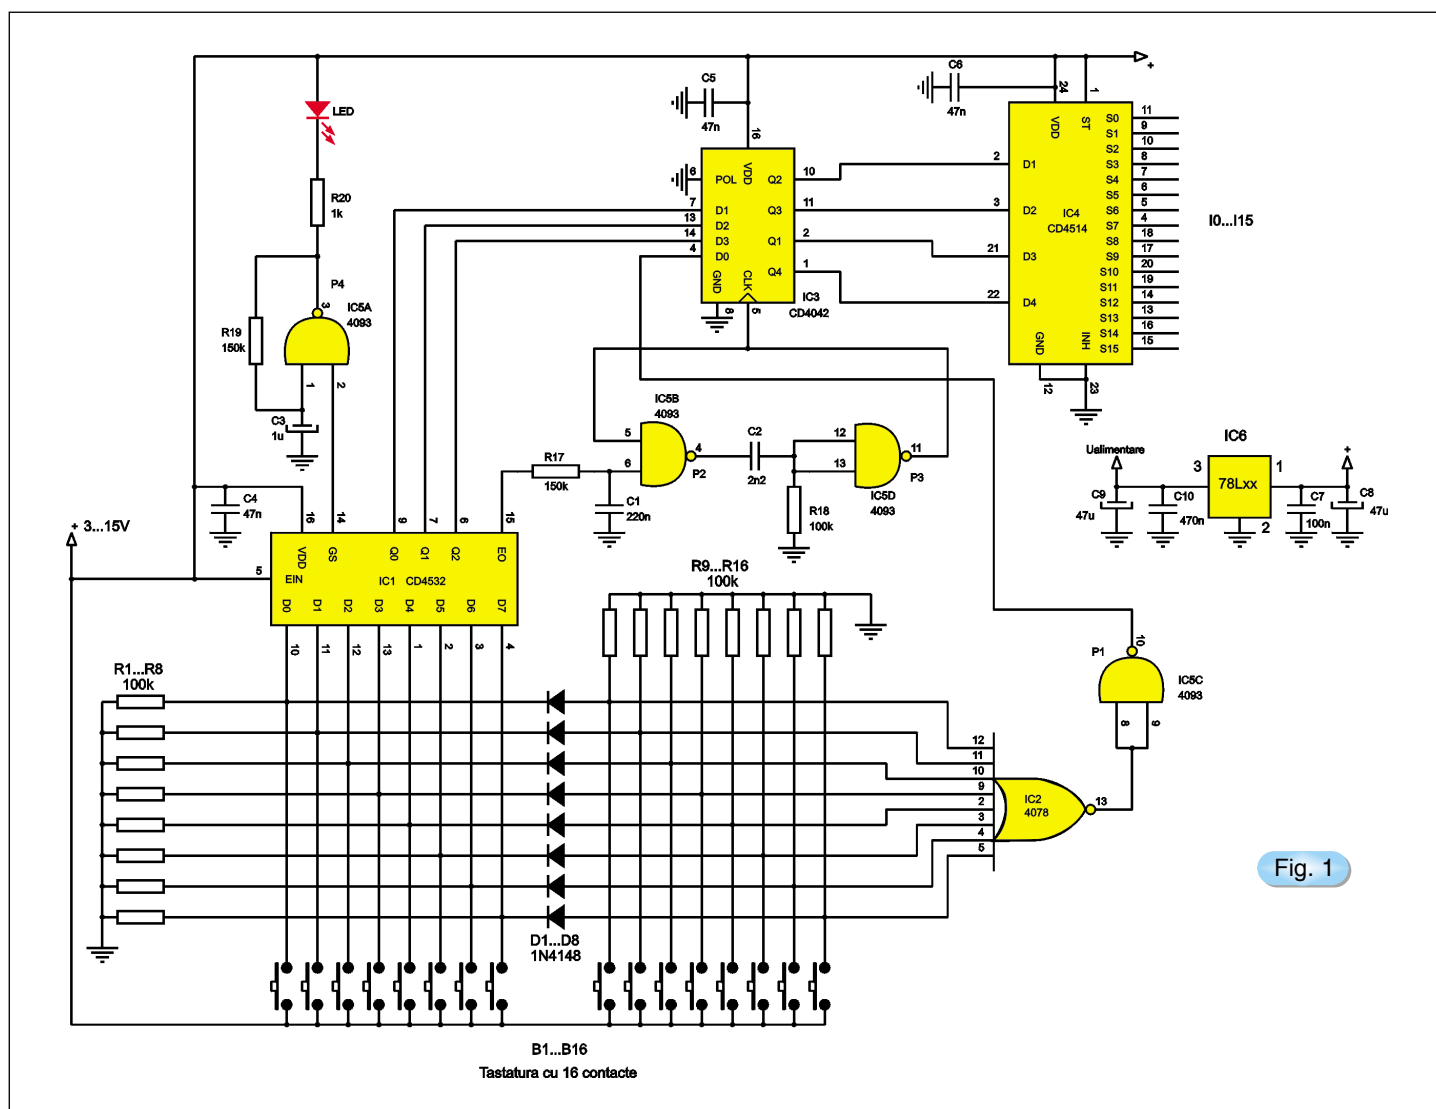 +
C6
47n
24
1
VDD
ST
S0 11
S1 9
S2 10
S3 8
S4 7
S5 6
S6 5
S7 4
S8 18
S9 17
S10 20
S11 19
S12 14
S13 13
S14 16
S15 15
2 D1
3 D2
21 D3
22 D4
IC4
CD4514
GND
INH
12
23
I0...I15
C5
47n
16
VDD
6 POL
7 D1
13 D2
14 D3
4 D0
Q2 10
Q3 11
Q1 2
Q4 1
GND
CLK
8
5
IC3
CD4042
LED
R20
1k
P4
3
IC5A
4093
R19
150k
1
2
C3
1u
IC5B
4093
5
6
4
P2
C2
2n2
12
13
11
P3
IC5D
4093
R17
150k
C1
220n
R18
100k
IC6
Ualimentare
+
3
78Lxx
1
2
C9
47u
C10
470n
C7
100n
C8
47u
C4
47n
+ 3...15V
16
14
9
7
6
15
VDD
GS
Q0
Q1
Q2
EO
5
EIN
IC1 CD4532
D0
D1
D2
D3
D4
D5
D6
D7
10
11
12
13
1
2
3
4
R9...R16
100k
R1...R8
100k
P1
10
IC5C
4093
8
9
12
11
10
9
2
3
4
5
IC2
4078
13
Fig. 1
D1...D8
1N4148
B1...B16
Tastatura cu 16 contacte